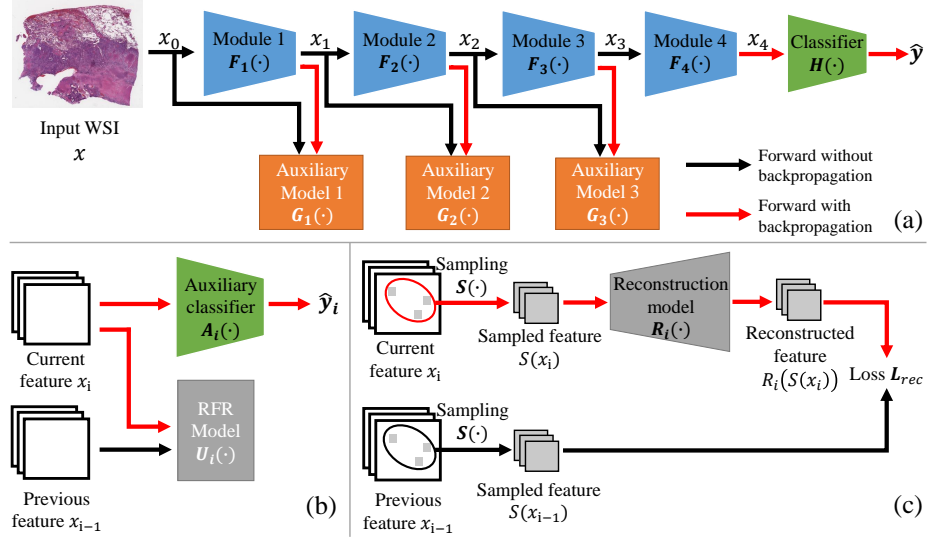 x₀
Module 1
F₁(·)
x₁
Module 2
F₂(·)
x₂
Module 3
F₃(·)
x₃
Module 4
F₄(·)
x₄
Classifier
H(·)
ŷ
Input WSI
x
Auxiliary
Model 1
G₁(·)
Auxiliary
Model 2
G₂(·)
Auxiliary
Model 3
G₃(·)
Forward without
backpropagation
Forward with
backpropagation
(a)
Current
feature xᵢ
Auxiliary
classifier
Aᵢ(·)
ŷᵢ
RFR
Model
Uᵢ(·)
Previous
feature xᵢ₋₁
(b)
Current
feature xᵢ
Sampling
S(·)
Sampled feature
S(xᵢ)
Reconstruction
model
Rᵢ(·)
Reconstructed
feature
Rᵢ(S(xᵢ))
Loss L_rec
Previous
feature xᵢ₋₁
Sampling
S(·)
Sampled feature
S(xᵢ₋₁)
(c)